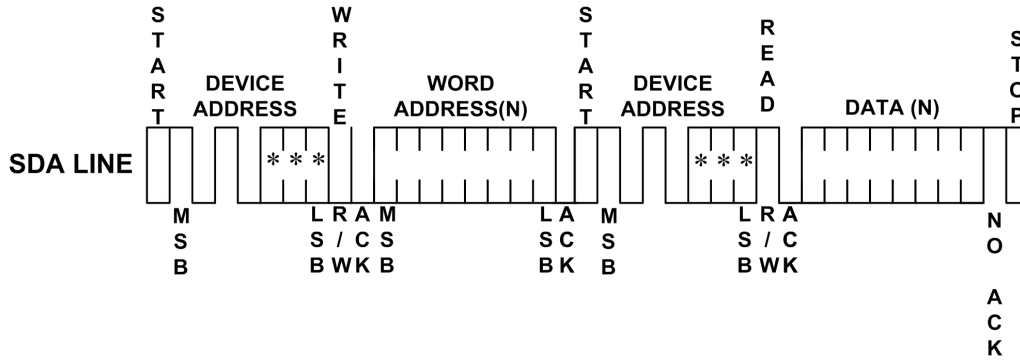 START
WRITE
START
READ
STOP
DEVICE
ADDRESS
WORD
ADDRESS(N)
DEVICE
ADDRESS
DATA (N)
SDA LINE
* * *
* * *
MSB
LSB
R/W
ACK
MSB
LSB
ACK
MSB
LSB
R/W
ACK
NO ACK